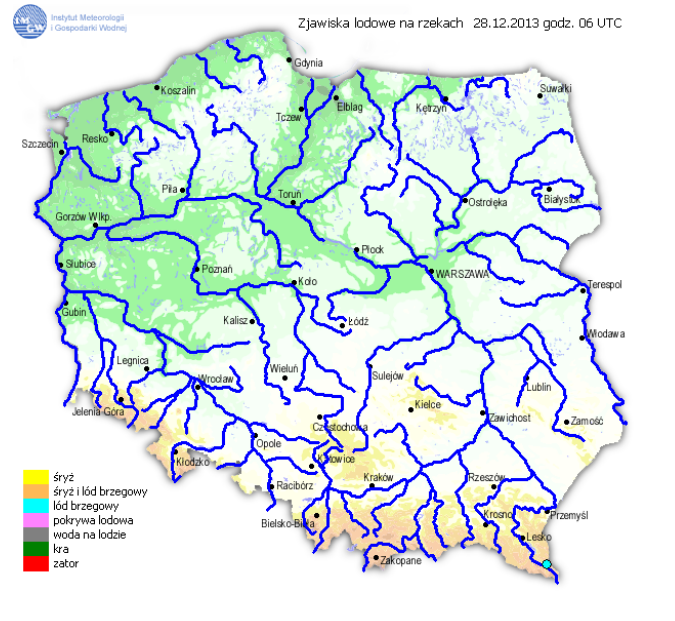 Instytut Meteorologii
i Gospodarki Wodnej
Zjawiska lodowe na rzekach 28.12.2013 godz. 06 UTC
Gdynia
Koszalin
Suwałki
Elbląg
Kętrzyn
Tczew
Resko
Szczecin
Piła
Toruń
Ostrołęka
Białystok
Gorzów Wlkp.
Płock
Słubice
Poznań
WARSZAWA
Koło
Terespol
Gubin
Kalisz
Łódź
Włodawa
Legnica
Wieluń
Sulejów
Wrocław
Lublin
Jelenia Góra
Kielce
Zawichost
Zamość
Częstochowa
Opole
Kłodzko
Katowice
Racibórz
Kraków
Rzeszów
Bielsko-Biała
Krosno
Przemyśl
Lesko
Zakopane
śryż
śryż i lód brzegowy
lód brzegowy
pokrywa lodowa
woda na lodzie
kra
zator